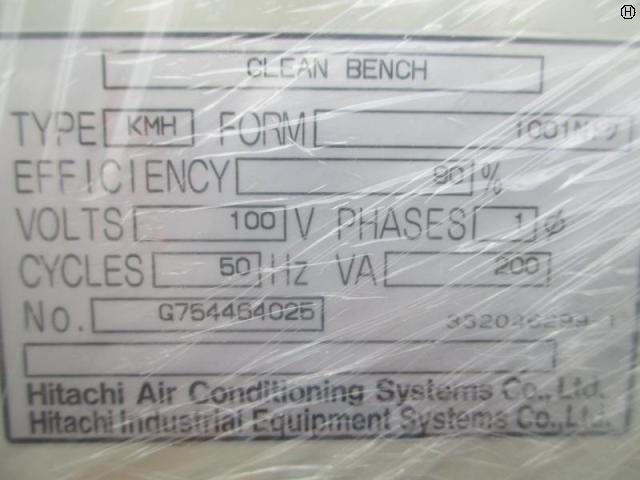 H
CLEAN BENCH
TYPE KMH FORM
EFFICIENCY 90 %
VOLTS 100 V PHASES 1 ø
CYCLES 50 Hz VA 200
No. G754464025
Hitachi Air Conditioning Systems Co., Ltd.
Hitachi Industrial Equipment Systems Co.,Ltd.